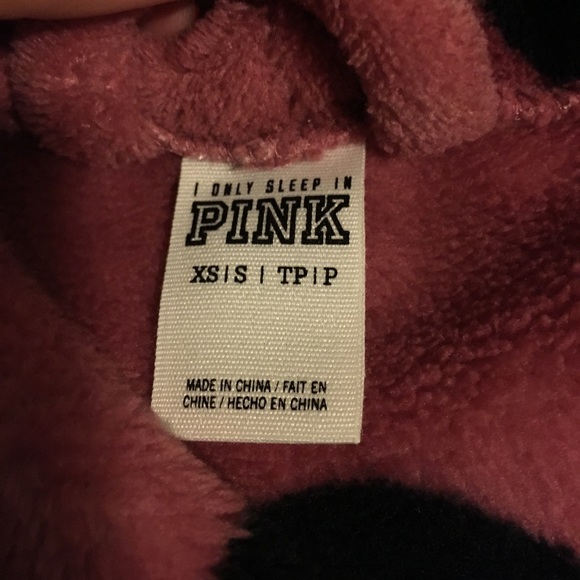 I ONLY SLEEP IN
PINK
XS|S | TP|P
MADE IN CHINA / FAIT EN
CHINE / HECHO EN CHINA